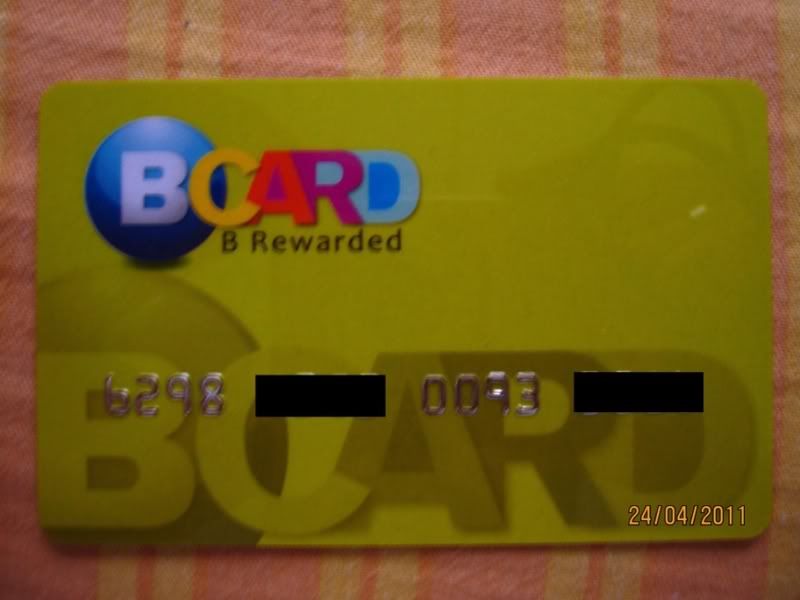 BCARD
B Rewarded
6298 0093
BCARD
24/04/2011